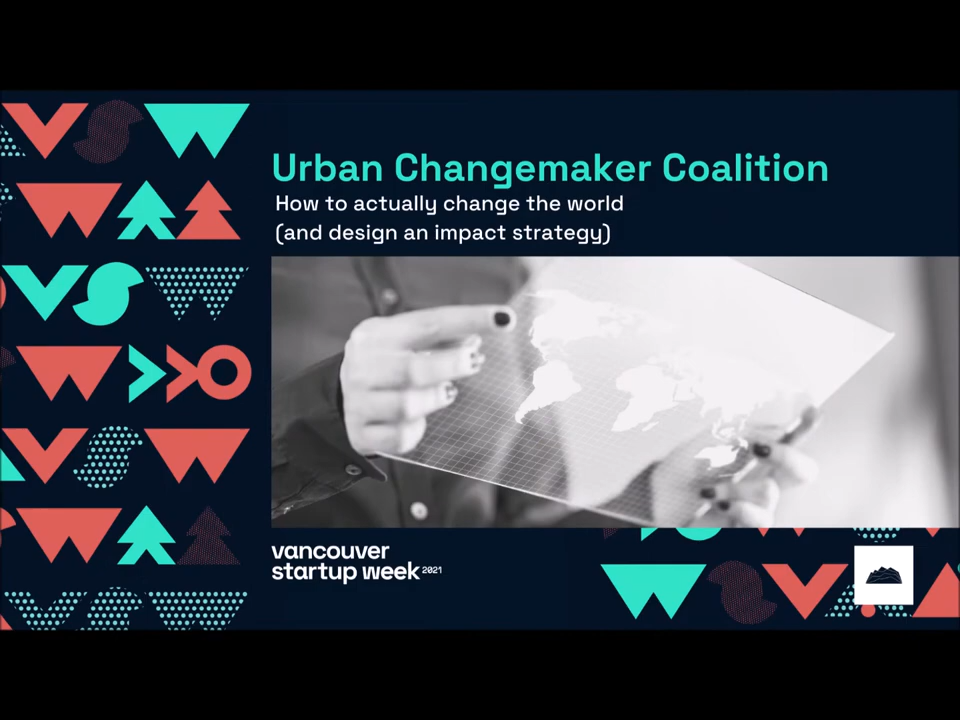 Urban Changemaker Coalition
How to actually change the world
(and design an impact strategy)
vancouver
startup week 2021